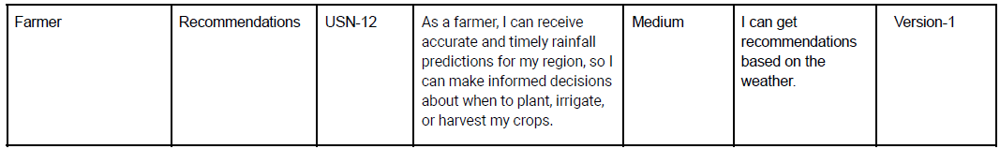 Farmer
Recommendations
USN-12
As a farmer, I can receive
accurate and timely rainfall
predictions for my region, so I
can make informed decisions
about when to plant, irrigate,
or harvest my crops.
Medium
I can get
recommendations
based on the
weather.
Version-1